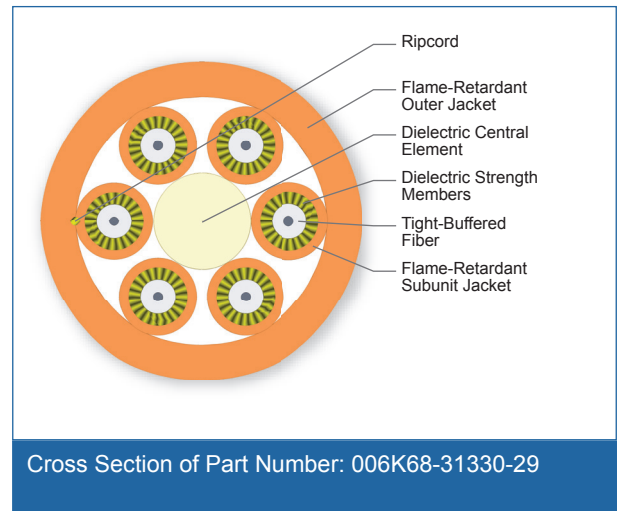 Ripcord
Flame-Retardant
Outer Jacket
Dielectric Central
Element
Dielectric Strength
Members
Tight-Buffered
Fiber
Flame-Retardant
Subunit Jacket
Cross Section of Part Number: 006K68-31330-29